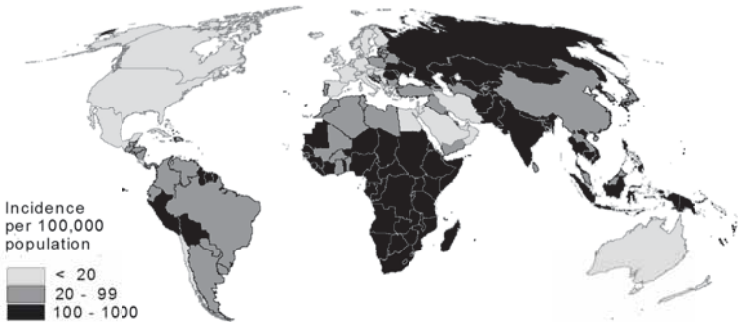 Incidence
per 100,000
population
< 20
20 - 99
100 - 1000